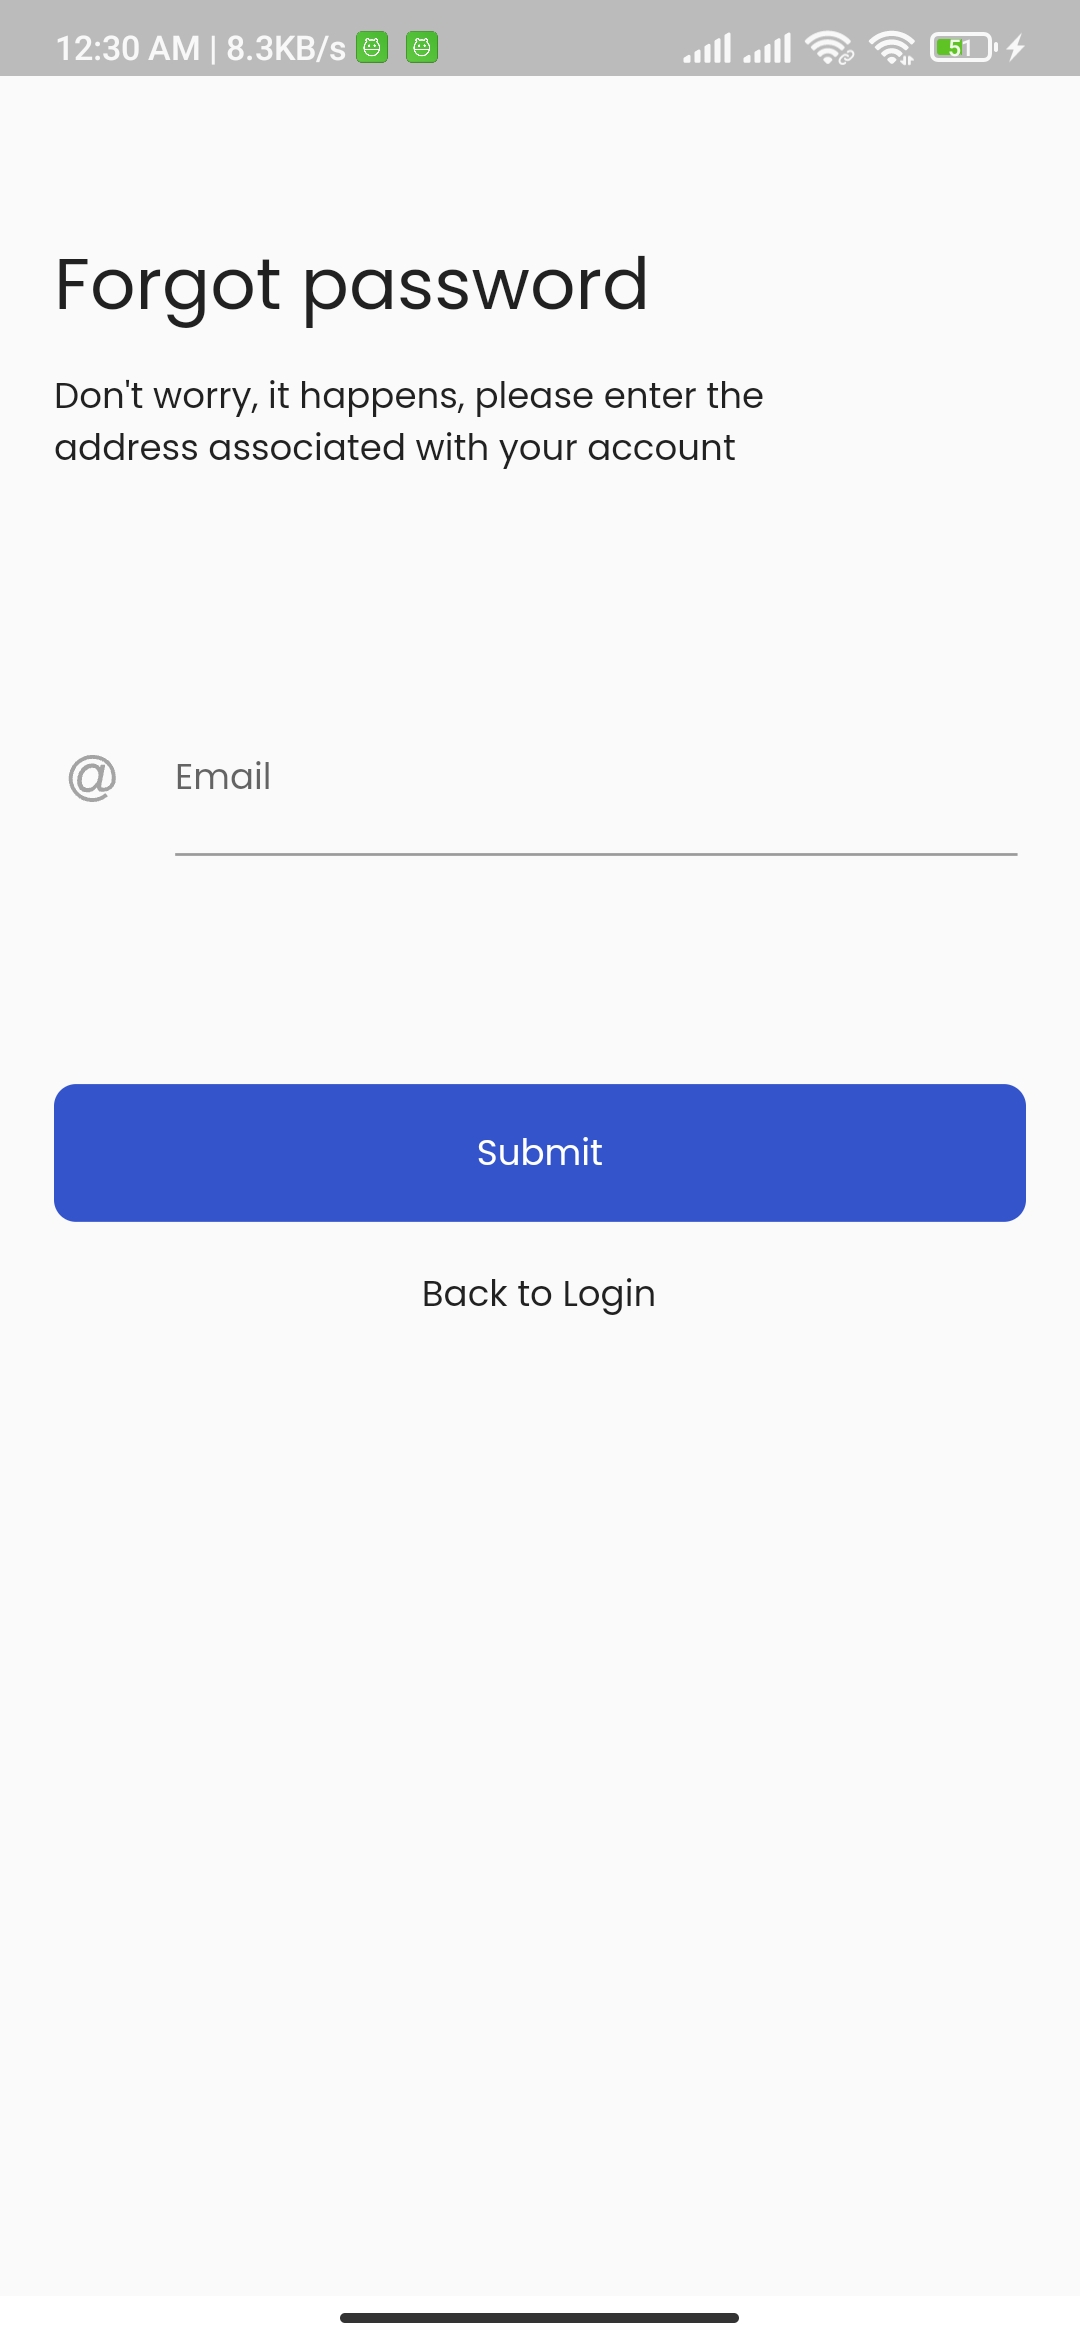 12:30 AM | 8.3KB/s
51
Forgot password
Don't worry, it happens, please enter the
address associated with your account
@ Email
Submit
Back to Login